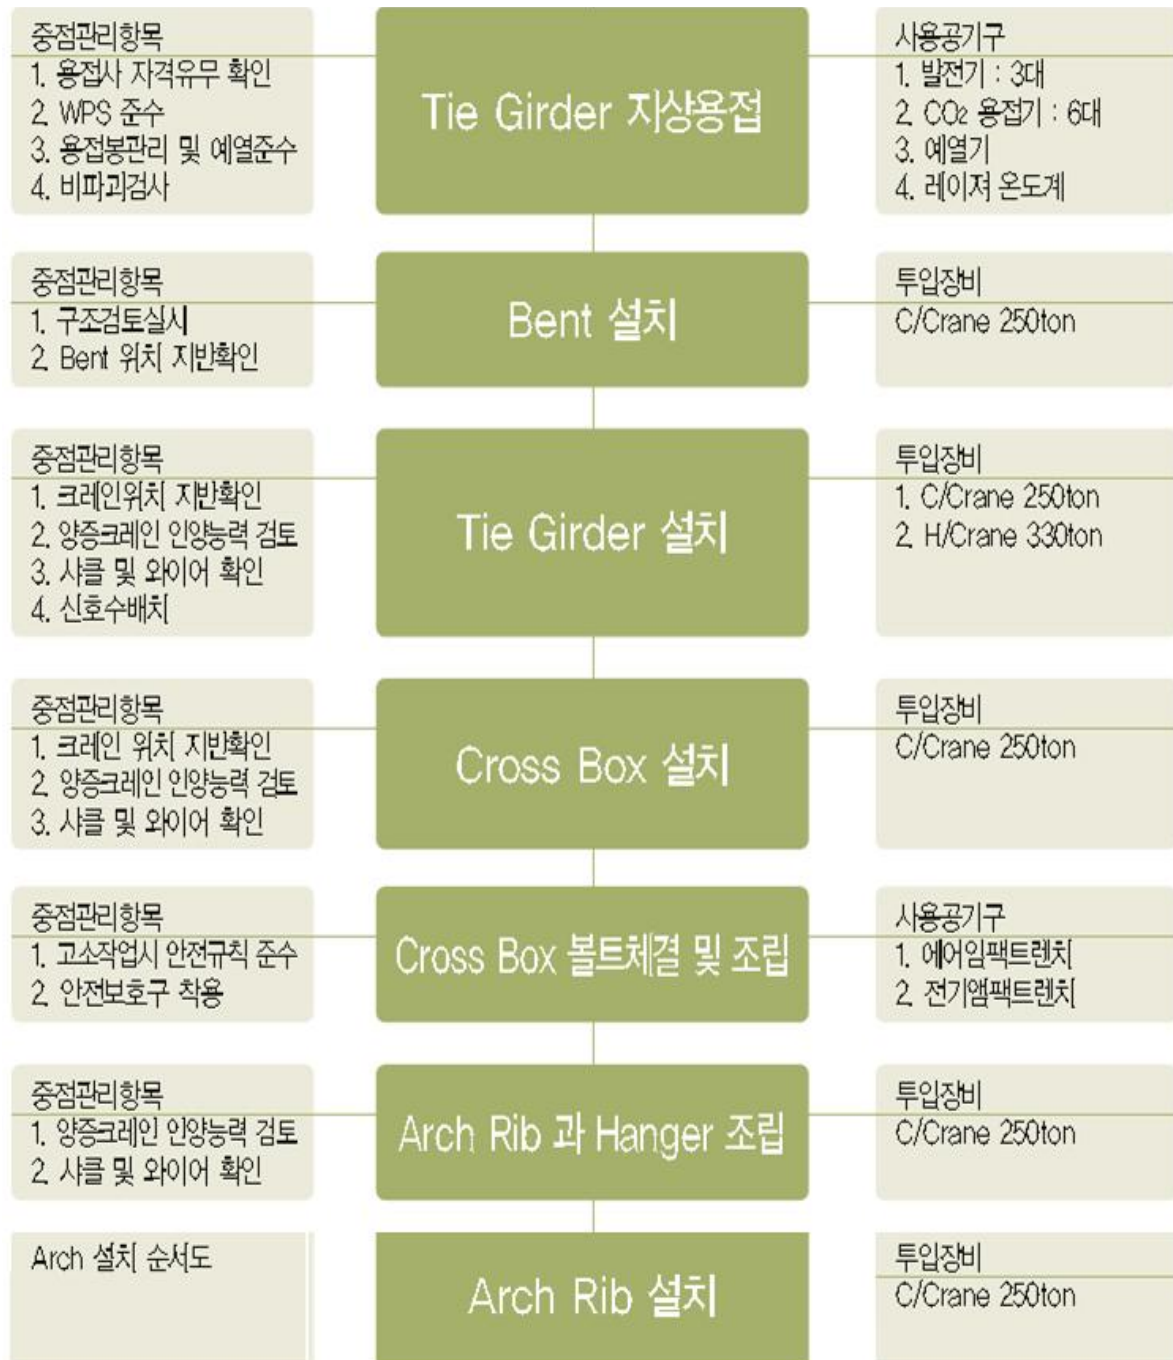 중점관리항목
1. 용접사 자격유무 확인
2. WPS 준수
3. 용접봉관리 및 예열준수
4. 비파괴검사
Tie Girder 지상용접
사용공기구
1. 발전기 : 3대
2. CO₂ 용접기 : 6대
3. 예열기
4. 레이져 온도계
중점관리항목
1. 구조검토실시
2. Bent 위치 지반확인
Bent 설치
투입장비
C/Crane 250ton
중점관리항목
1. 크레인위치 지반확인
2. 양중크레인 인양능력 검토
3. 샤클 및 와이어 확인
4. 신호수배치
Tie Girder 설치
투입장비
1. C/Crane 250ton
2. H/Crane 330ton
중점관리항목
1. 크레인 위치 지반확인
2. 양중크레인 인양능력 검토
3. 샤클 및 와이어 확인
Cross Box 설치
투입장비
C/Crane 250ton
중점관리항목
1. 고소작업시 안전규칙 준수
2. 안전보호구 착용
Cross Box 볼트체결 및 조립
사용공기구
1. 에어임팩트렌치
2. 전기앰팩트렌치
중점관리항목
1. 양중크레인 인양능력 검토
2. 샤클 및 와이어 확인
Arch Rib 과 Hanger 조립
투입장비
C/Crane 250ton
Arch 설치 순서도
Arch Rib 설치
투입장비
C/Crane 250ton